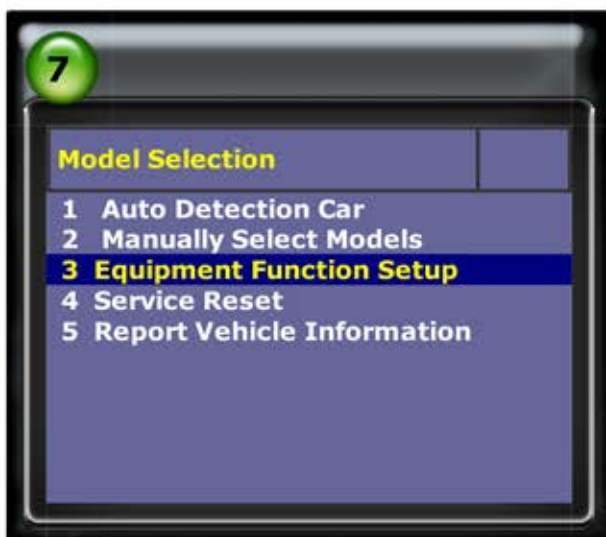 7
Model Selection
1 Auto Detection Car
2 Manually Select Models
3 Equipment Function Setup
4 Service Reset
5 Report Vehicle Information